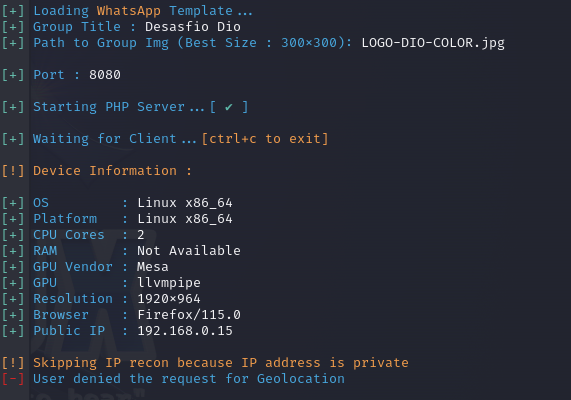 [+] Loading WhatsApp Template...
[+] Group Title : Desasfio Dio
[+] Path to Group Img (Best Size : 300×300): LOGO-DIO-COLOR.jpg
[+] Port : 8080
[+] Starting PHP Server...[ ✔ ]
[+] Waiting for Client...[ctrl+c to exit]
[!] Device Information :
[+] OS : Linux x86_64
[+] Platform : Linux x86_64
[+] CPU Cores : 2
[+] RAM : Not Available
[+] GPU Vendor : Mesa
[+] GPU : llvmpipe
[+] Resolution : 1920×964
[+] Browser : Firefox/115.0
[+] Public IP : 192.168.0.15
[!] Skipping IP recon because IP address is private
[-] User denied the request for Geolocation